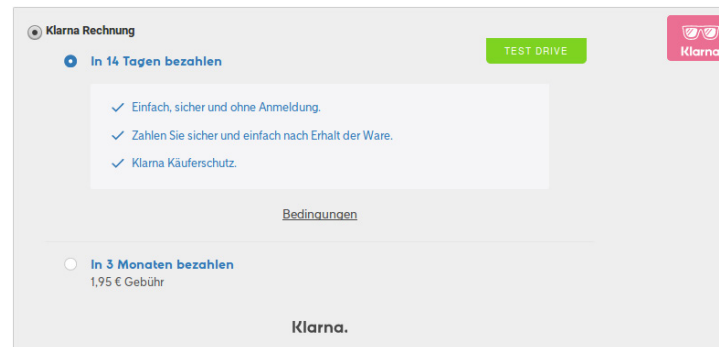 Klarna Rechnung
In 14 Tagen bezahlen
TEST DRIVE
Klarna
Einfach, sicher und ohne Anmeldung.
Zahlen Sie sicher und einfach nach Erhalt der Ware.
Klarna Käuferschutz.
Bedingungen
In 3 Monaten bezahlen
1,95 € Gebühr
Klarna.